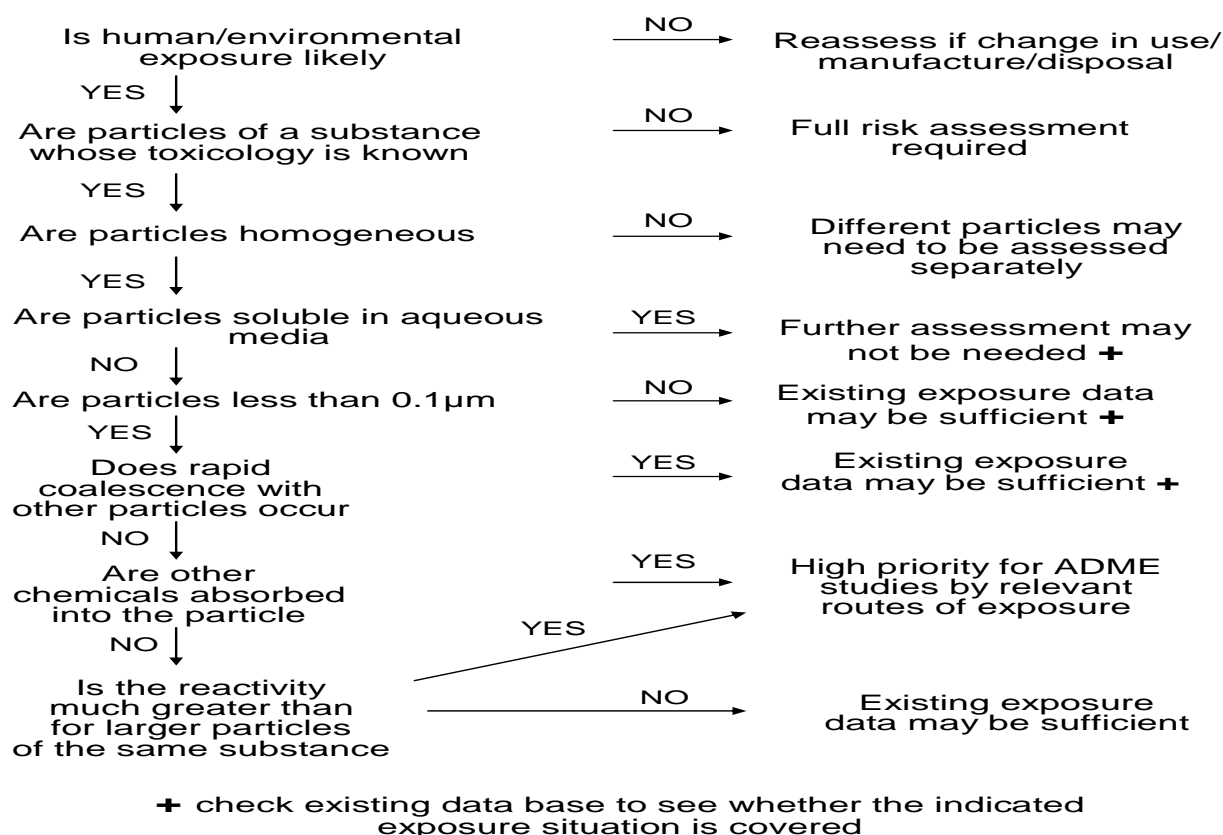 Is human/environmental
exposure likely
NO
Reassess if change in use/
manufacture/disposal
YES
Are particles of a substance
whose toxicology is known
NO
Full risk assessment
required
YES
Are particles homogeneous
NO
Different particles may
need to be assessed
separately
YES
Are particles soluble in aqueous
media
YES
Further assessment may
not be needed +
NO
Are particles less than 0.1µm
NO
Existing exposure data
may be sufficient +
YES
Does rapid
coalescence with
other particles occur
YES
Existing exposure
data may be sufficient +
NO
Are other
chemicals absorbed
into the particle
YES
High priority for ADME
studies by relevant
routes of exposure
NO
YES
Is the reactivity
much greater than
for larger particles
of the same substance
NO
Existing exposure
data may be sufficient
+ check existing data base to see whether the indicated
exposure situation is covered